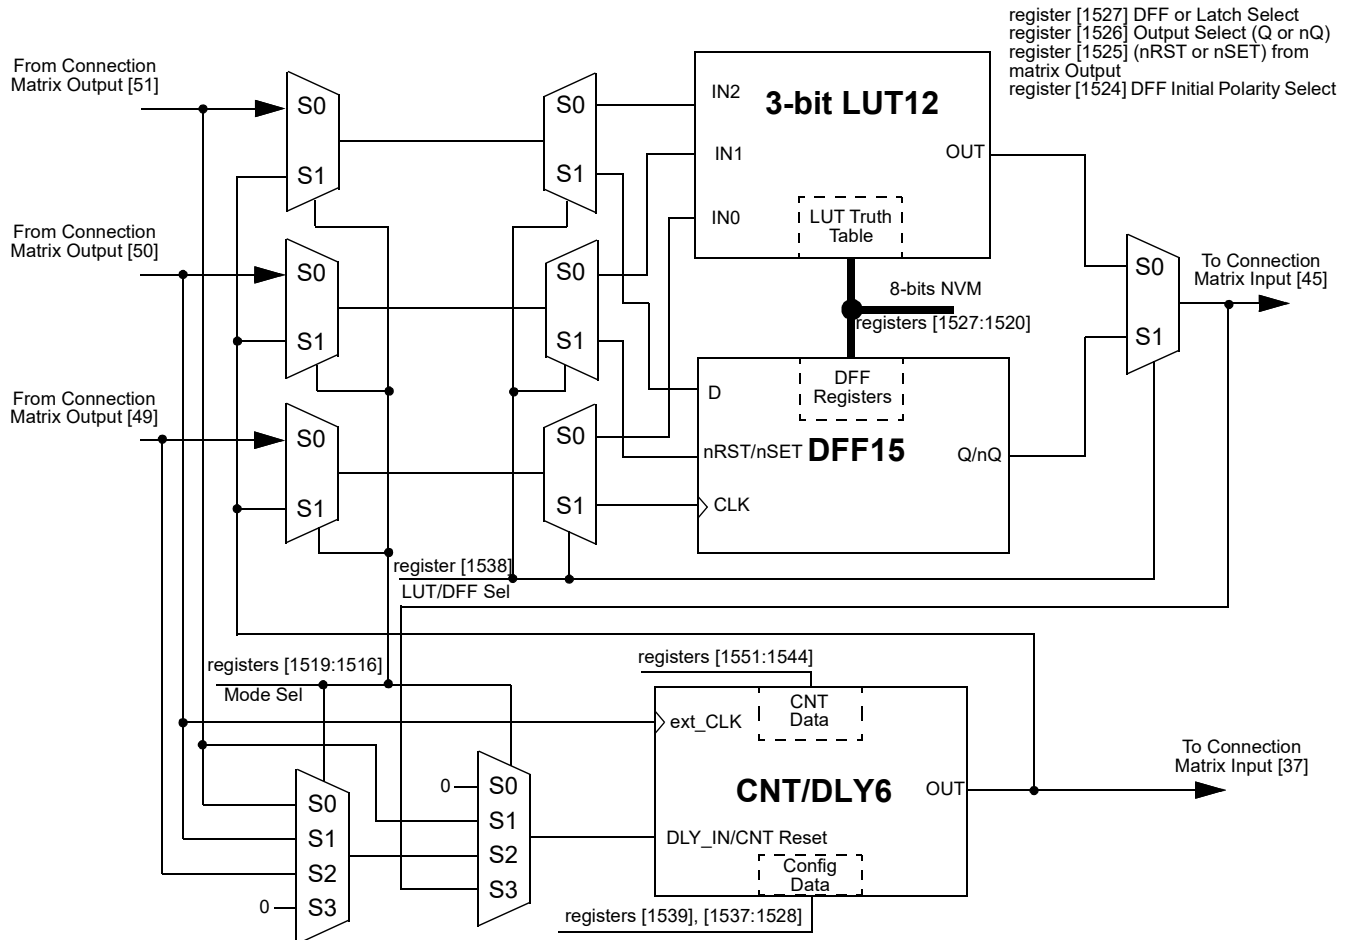 register [1527] DFF or Latch Select
register [1526] Output Select (Q or nQ)
register [1525] (nRST or nSET) from
matrix Output
register [1524] DFF Initial Polarity Select
From Connection
Matrix Output [51]
S0
S1
S0
S1
IN2
3-bit LUT12
IN1
OUT
IN0
LUT Truth
Table
From Connection
Matrix Output [50]
S0
S1
S0
S1
8-bits NVM
registers [1527:1520]
S0
S1
To Connection
Matrix Input [45]
From Connection
Matrix Output [49]
S0
S1
S0
S1
D
DFF
Registers
nRST/nSET
DFF15
Q/nQ
CLK
register [1538]
LUT/DFF Sel
registers [1519:1516]
Mode Sel
registers [1551:1544]
CNT
Data
ext_CLK
CNT/DLY6
OUT
To Connection
Matrix Input [37]
DLY_IN/CNT Reset
Config
Data
0
S0
S1
S2
S3
S0
S1
S2
0
S3
registers [1539], [1537:1528]